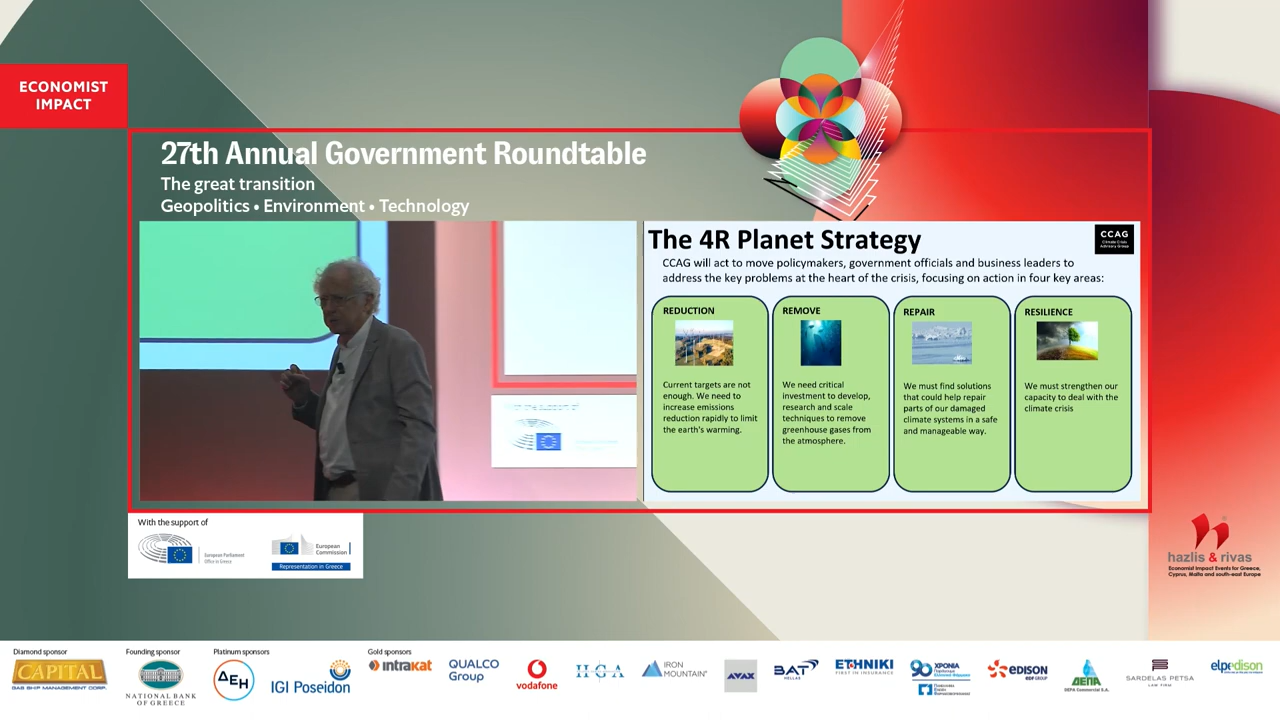 ECONOMIST
IMPACT
27th Annual Government Roundtable
The great transition
Geopolitics • Environment • Technology
The 4R Planet Strategy
CCAG
Climate Crisis
Advisory Group
CCAG will act to move policymakers, government officials and business leaders to
address the key problems at the heart of the crisis, focusing on action in four key areas:
REDUCTION
Current targets are not
enough. We need to
increase emissions
reduction rapidly to limit
the earth's warming.
REMOVE
We need critical
investment to develop,
research and scale
techniques to remove
greenhouse gases from
the atmosphere.
REPAIR
We must find solutions
that could help repair
parts of our damaged
climate systems in a safe
and manageable way.
RESILIENCE
We must strengthen our
capacity to deal with the
climate crisis
With the support of
European Parliament
Office in Greece
European
Commission
Representation in Greece
hazlis & rivas
Economist Impact Events for Greece,
Cyprus, Malta and south-east Europe
Diamond sponsor
CAPITAL
GAS SHIP MANAGEMENT CORP.
Founding sponsor
NATIONAL BANK
OF GREECE
Platinum sponsors
ΔΕΗ
IGI Poseidon
Gold sponsors
intrakat
QUALCO
Group
vodafone
HGA
IRON
MOUNTAIN
AVAX
BAT
HELLAS
ETHNIKI
FIRST IN INSURANCE
ΧΡΟΝΙΑ
EDISON
EDF GROUP
ΔΕΠΑ
DEPA Commercial S.A.
SARDELAS PETSA
LAW FIRM
elpedison